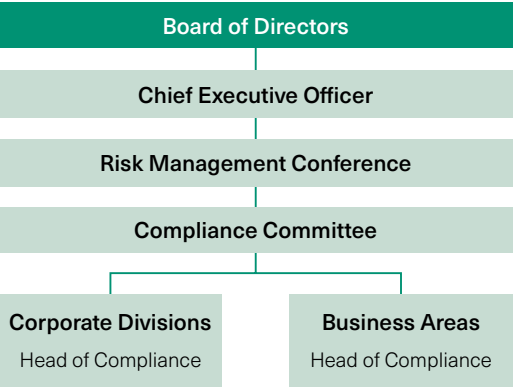 Board of Directors
Chief Executive Officer
Risk Management Conference
Compliance Committee
Corporate Divisions
Head of Compliance
Business Areas
Head of Compliance